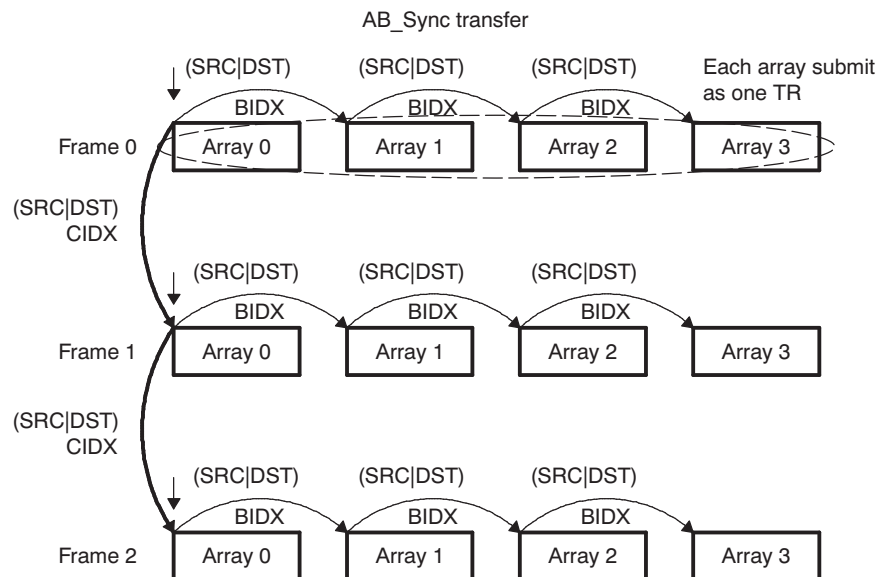 AB_Sync transfer
(SRC|DST) (SRC|DST) (SRC|DST) Each array submit
as one TR
BIDX BIDX BIDX
Frame 0 Array 0 Array 1 Array 2 Array 3
(SRC|DST)
CIDX
(SRC|DST) (SRC|DST) (SRC|DST)
BIDX BIDX BIDX
Frame 1 Array 0 Array 1 Array 2 Array 3
(SRC|DST)
CIDX
(SRC|DST) (SRC|DST) (SRC|DST)
BIDX BIDX BIDX
Frame 2 Array 0 Array 1 Array 2 Array 3